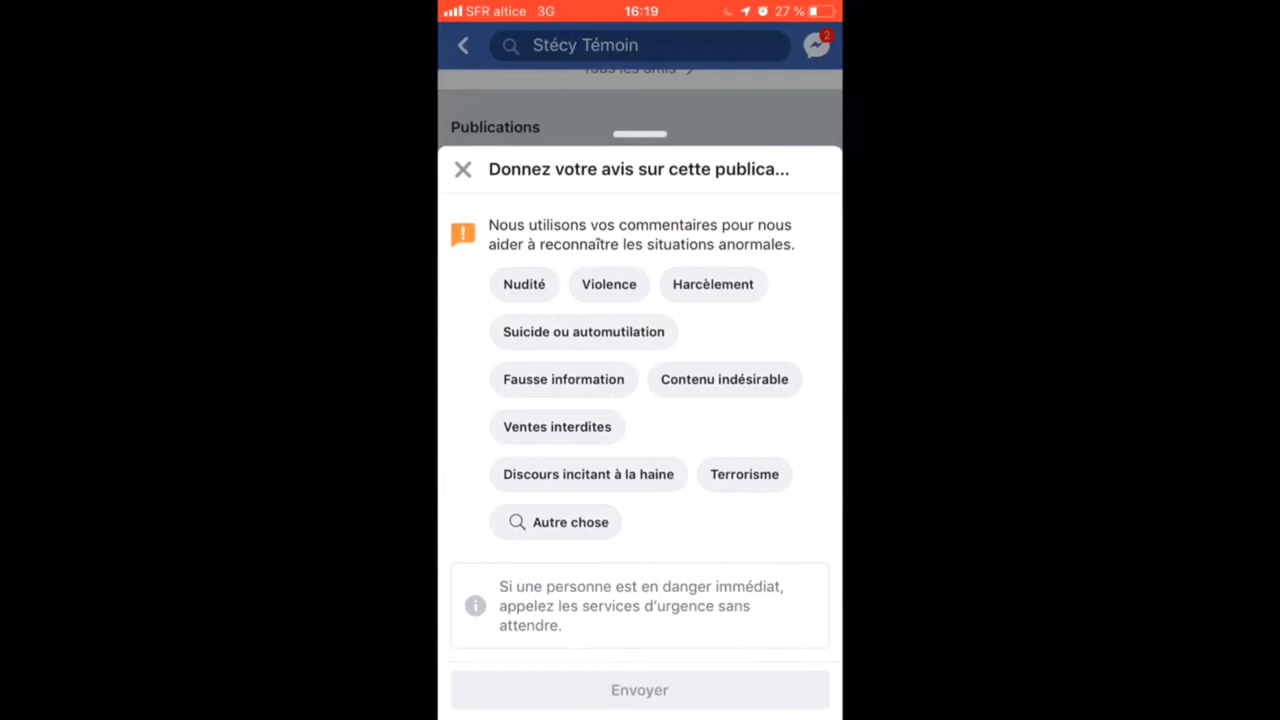 SFR altice 3G 16:19 27 %
Stécy Témoin 2
Tous les amis
Publications
Donnez votre avis sur cette publica...
Nous utilisons vos commentaires pour nous
aider à reconnaître les situations anormales.
Nudité Violence Harcèlement
Suicide ou automutilation
Fausse information Contenu indésirable
Ventes interdites
Discours incitant à la haine Terrorisme
Autre chose
Si une personne est en danger immédiat,
appelez les services d'urgence sans
attendre.
Envoyer